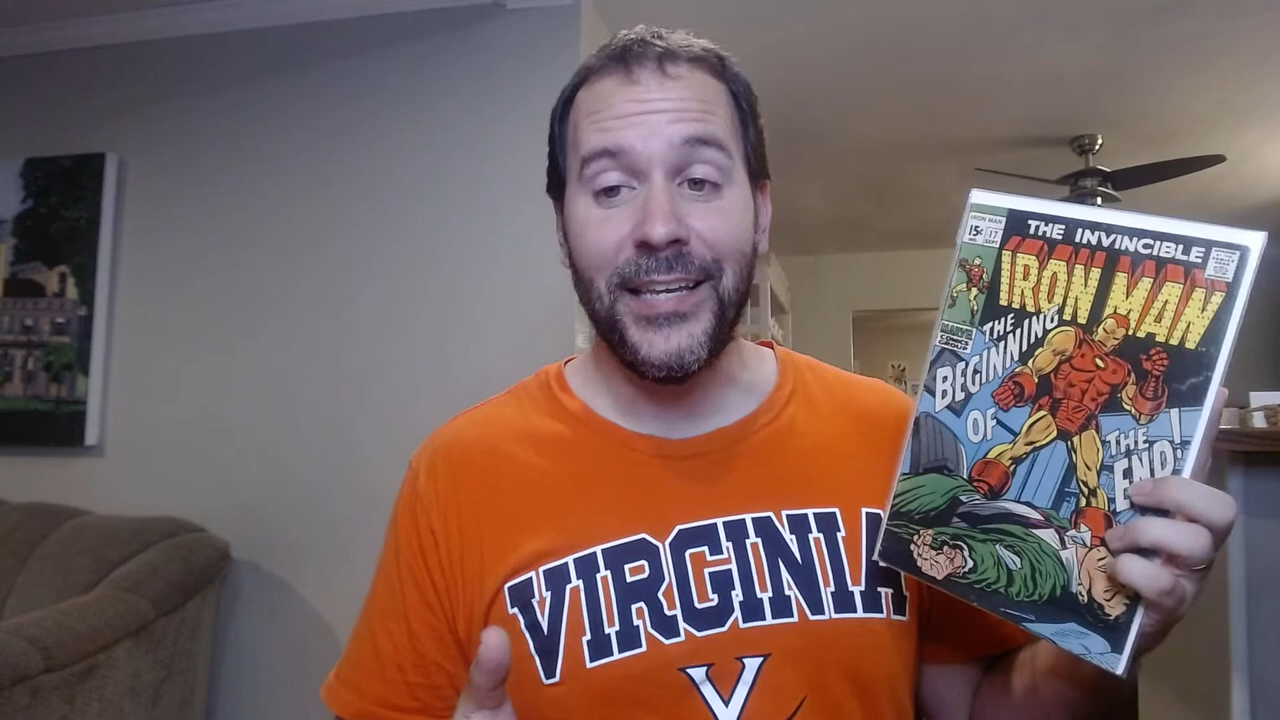 IRON MAN
15¢
17
SEPT
THE INVINCIBLE
IRON MAN
MARVEL
COMICS
GROUP
THE
BEGINNING
OF
THE
END!
VIRGINIA
V